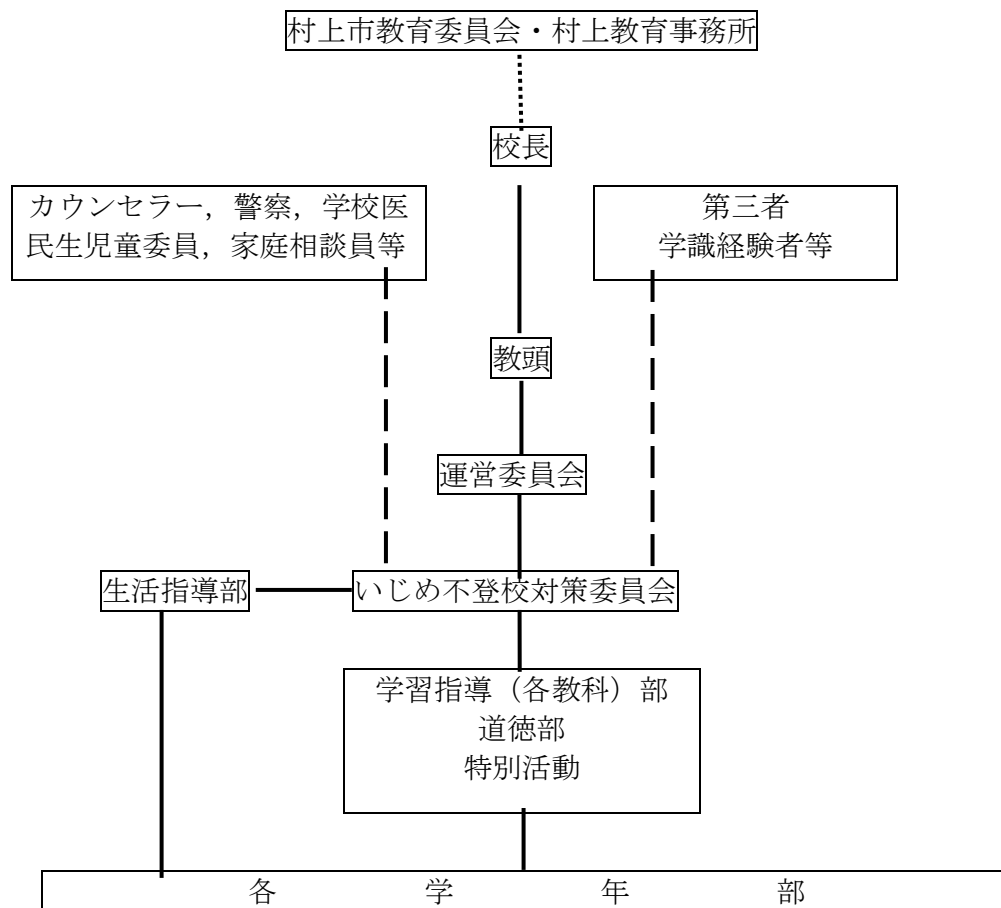 村上市教育委員会・村上教育事務所
校長
カウンセラー，警察，学校医
民生児童委員，家庭相談員等
第三者
学識経験者等
教頭
運営委員会
生活指導部
いじめ不登校対策委員会
学習指導（各教科）部
道徳部
特別活動
各　学　年　部